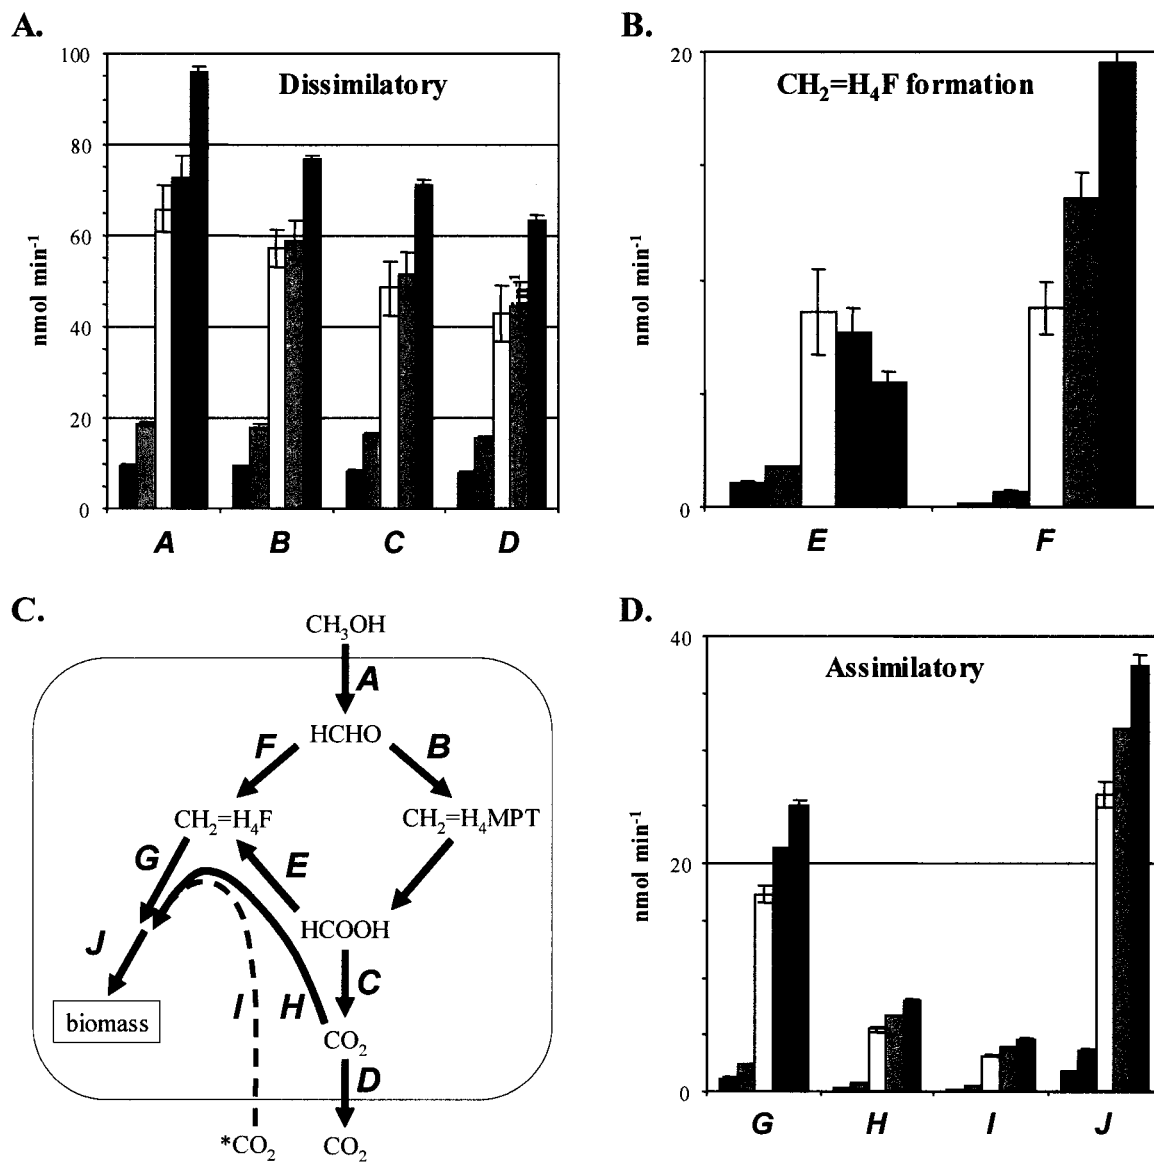 A.
Dissimilatory
nmol min⁻¹
100
80
60
40
20
0
A B C D
B.
CH₂=H₄F formation
nmol min⁻¹
20
0
E F
C.
CH₃OH
A
HCHO
F B
CH₂=H₄F CH₂=H₄MPT
G E
HCOOH
J C
I H
biomass
CO₂
D
*CO₂ CO₂
D.
Assimilatory
nmol min⁻¹
40
20
0
G H I J